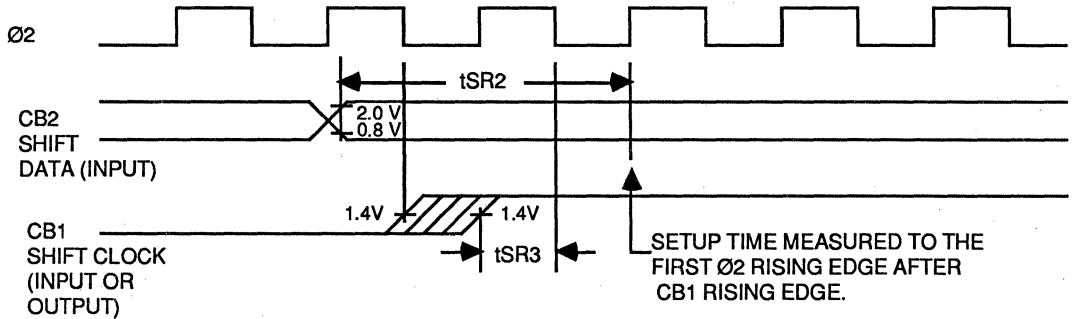 Ø2
tSR2
CB2
SHIFT
DATA (INPUT)
2.0 V
0.8 V
1.4V
1.4V
CB1
SHIFT CLOCK
(INPUT OR
OUTPUT)
tSR3
SETUP TIME MEASURED TO THE
FIRST Ø2 RISING EDGE AFTER
CB1 RISING EDGE.